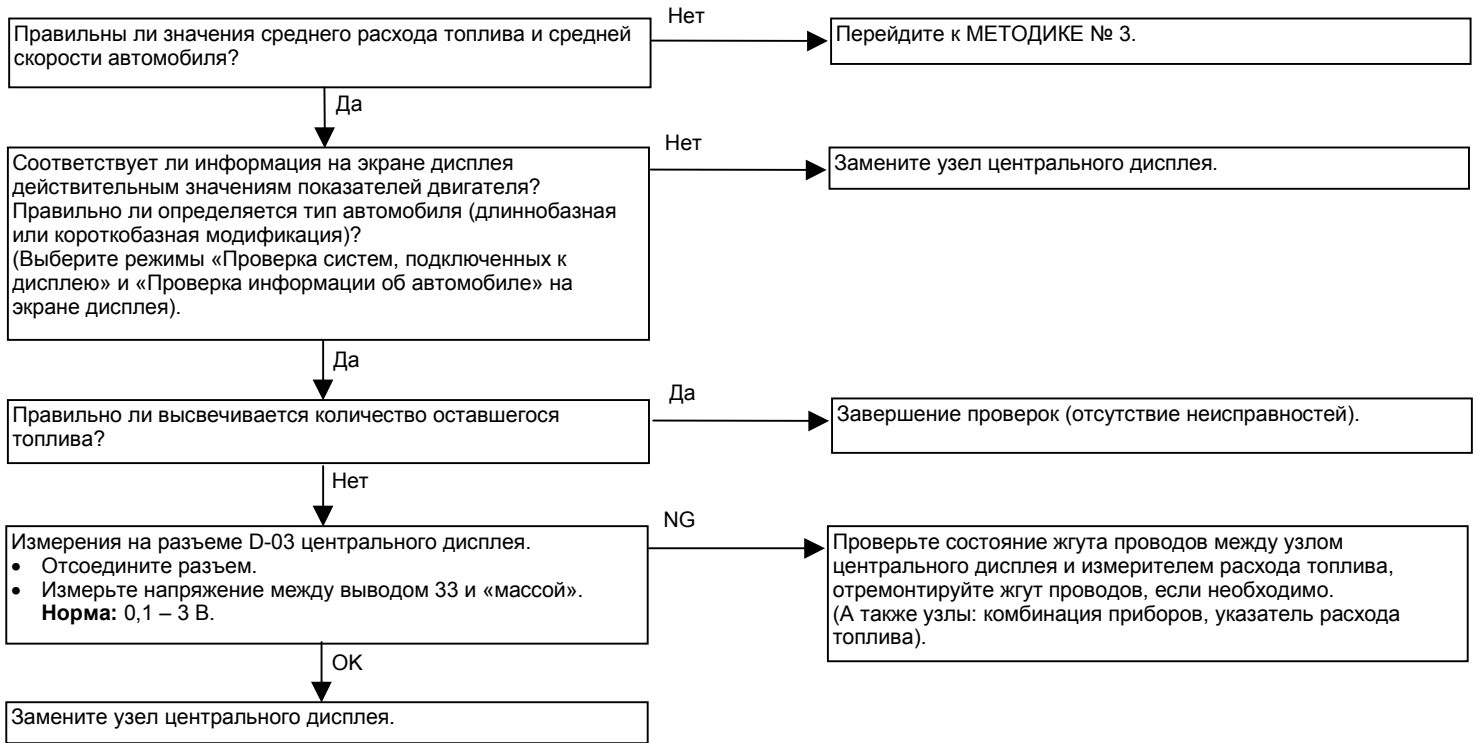 Правильны ли значения среднего расхода топлива и средней
скорости автомобиля?
Нет
Перейдите к МЕТОДИКЕ № 3.
Да
Соответствует ли информация на экране дисплея
действительным значениям показателей двигателя?
Правильно ли определяется тип автомобиля (длиннобазная
или короткобазная модификация)?
(Выберите режимы «Проверка систем, подключенных к
дисплею» и «Проверка информации об автомобиле» на
экране дисплея).
Нет
Замените узел центрального дисплея.
Да
Правильно ли высвечивается количество оставшегося
топлива?
Да
Завершение проверок (отсутствие неисправностей).
Нет
Измерения на разъеме D-03 центрального дисплея.
• Отсоедините разъем.
• Измерьте напряжение между выводом 33 и «массой».
Норма: 0,1 – 3 В.
NG
Проверьте состояние жгута проводов между узлом
центрального дисплея и измерителем расхода топлива,
отремонтируйте жгут проводов, если необходимо.
(А также узлы: комбинация приборов, указатель расхода
топлива).
OK
Замените узел центрального дисплея.